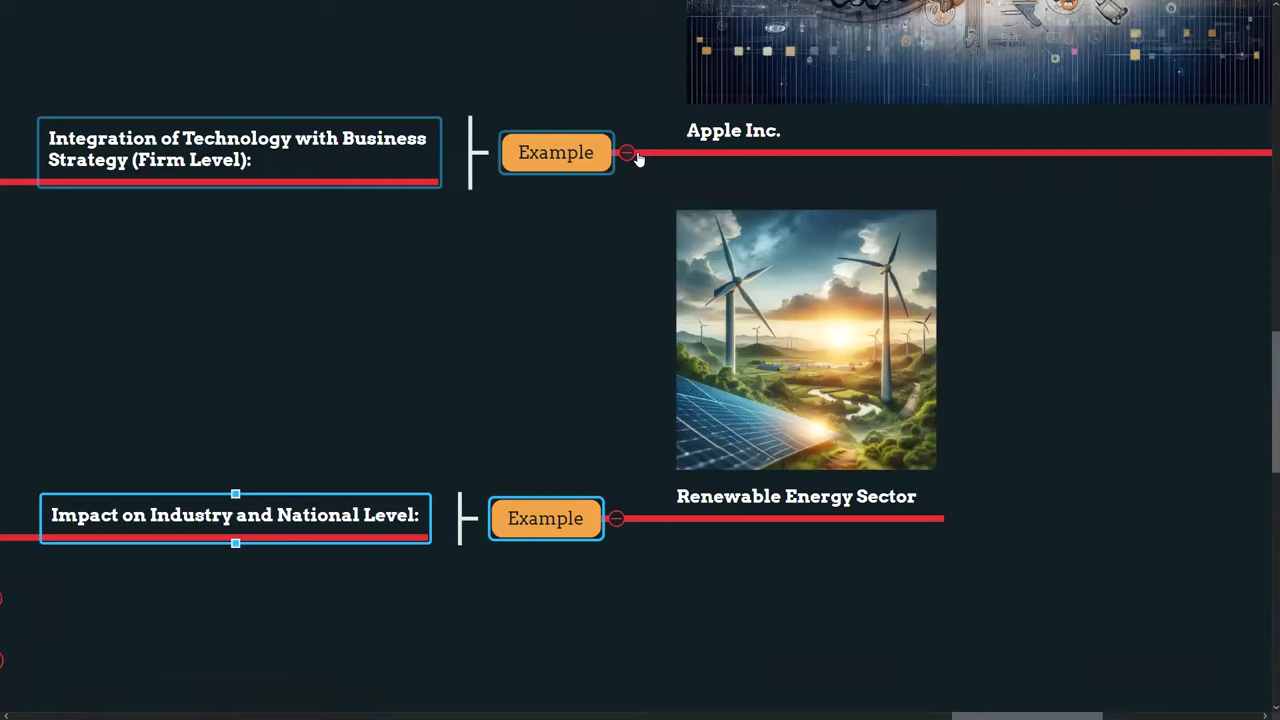 Apple Inc.
Integration of Technology with Business
Strategy (Firm Level):
Example
Renewable Energy Sector
Impact on Industry and National Level:
Example